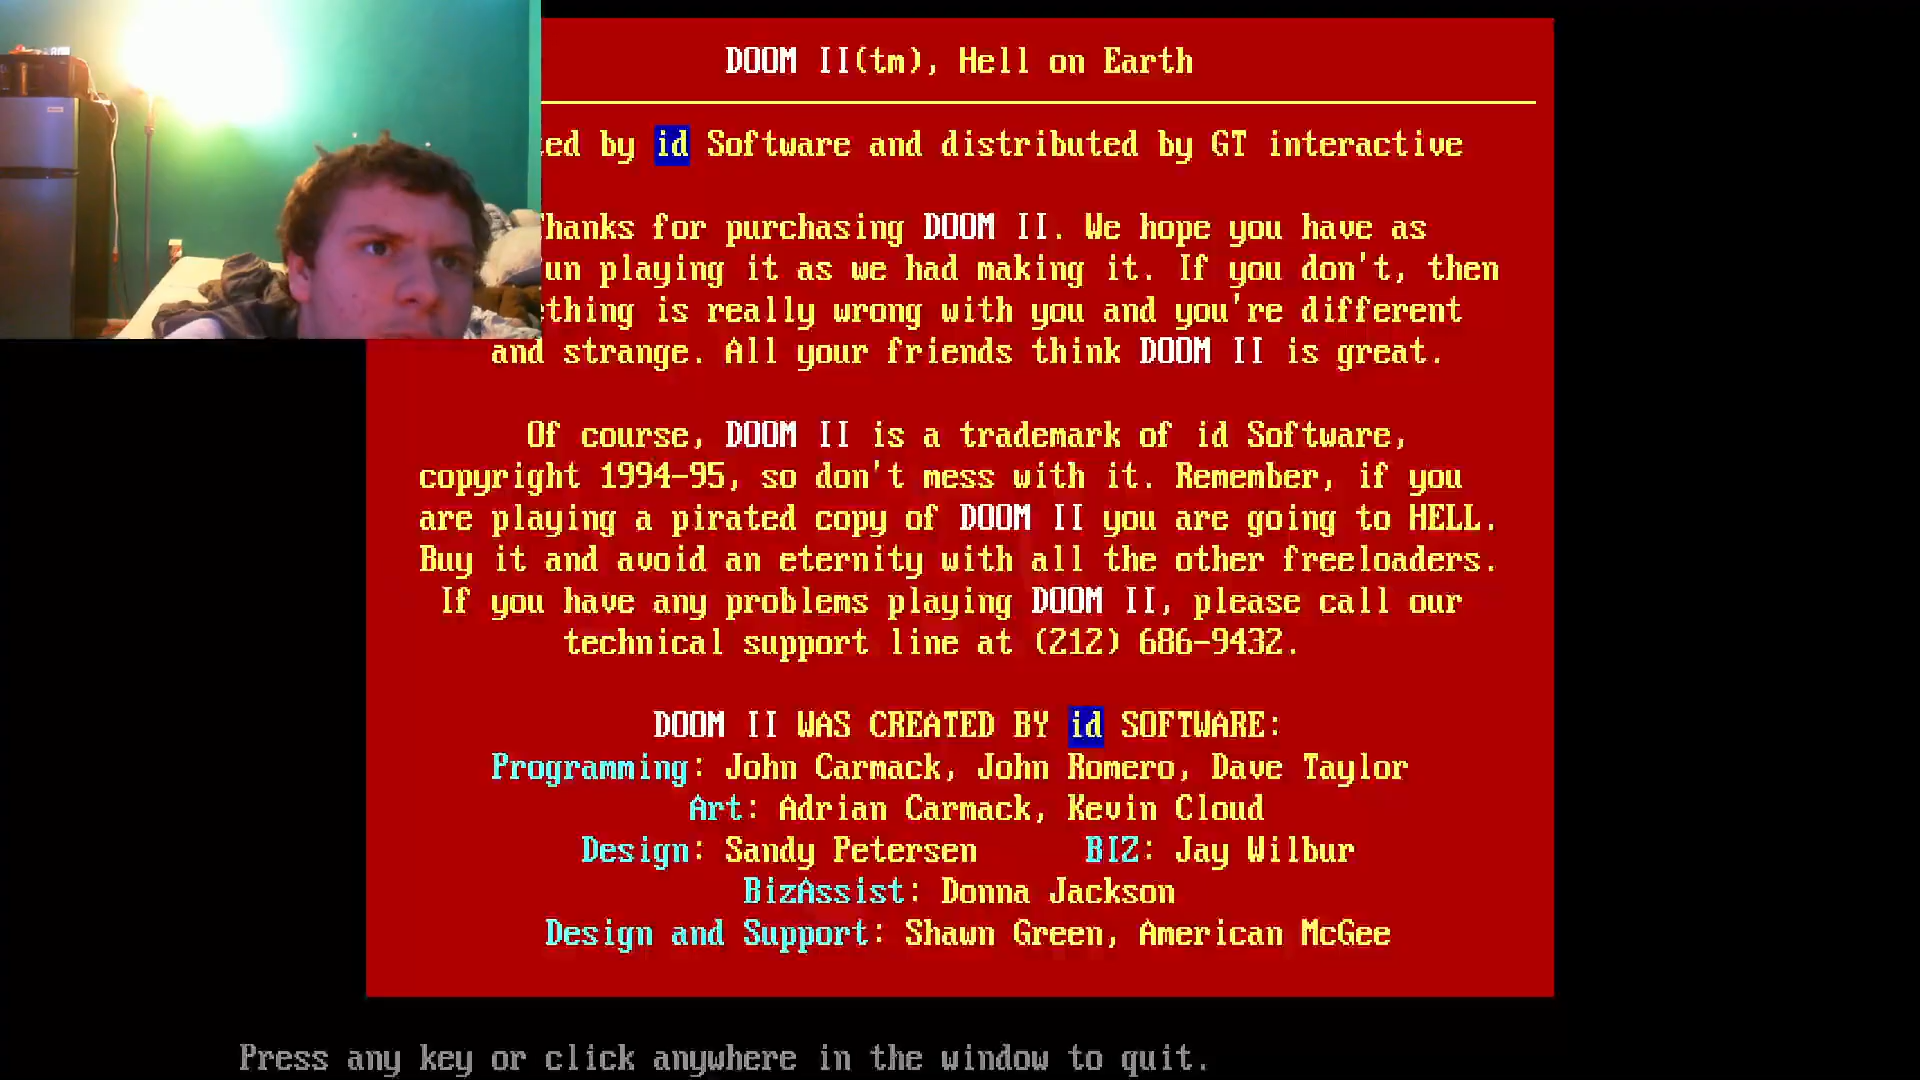 DOOM II(tm), Hell on Earth
by id Software and distributed by GT interactive
for purchasing DOOM II. We hope you have as
playing it as we had making it. If you don't, then
is really wrong with you and you're different
and strange. All your friends think DOOM II is great.
Of course, DOOM II is a trademark of id Software,
copyright 1994-95, so don't mess with it. Remember, if you
are playing a pirated copy of DOOM II you are going to HELL.
Buy it and avoid an eternity with all the other freeloaders.
If you have any problems playing DOOM II, please call our
technical support line at (212) 686-9432.
DOOM II WAS CREATED BY id SOFTWARE:
Programming: John Carmack, John Romero, Dave Taylor
Art: Adrian Carmack, Kevin Cloud
Design: Sandy Petersen BIZ: Jay Wilbur
BizAssist: Donna Jackson
Design and Support: Shawn Green, American McGee
Press any key or click anywhere in the window to quit.